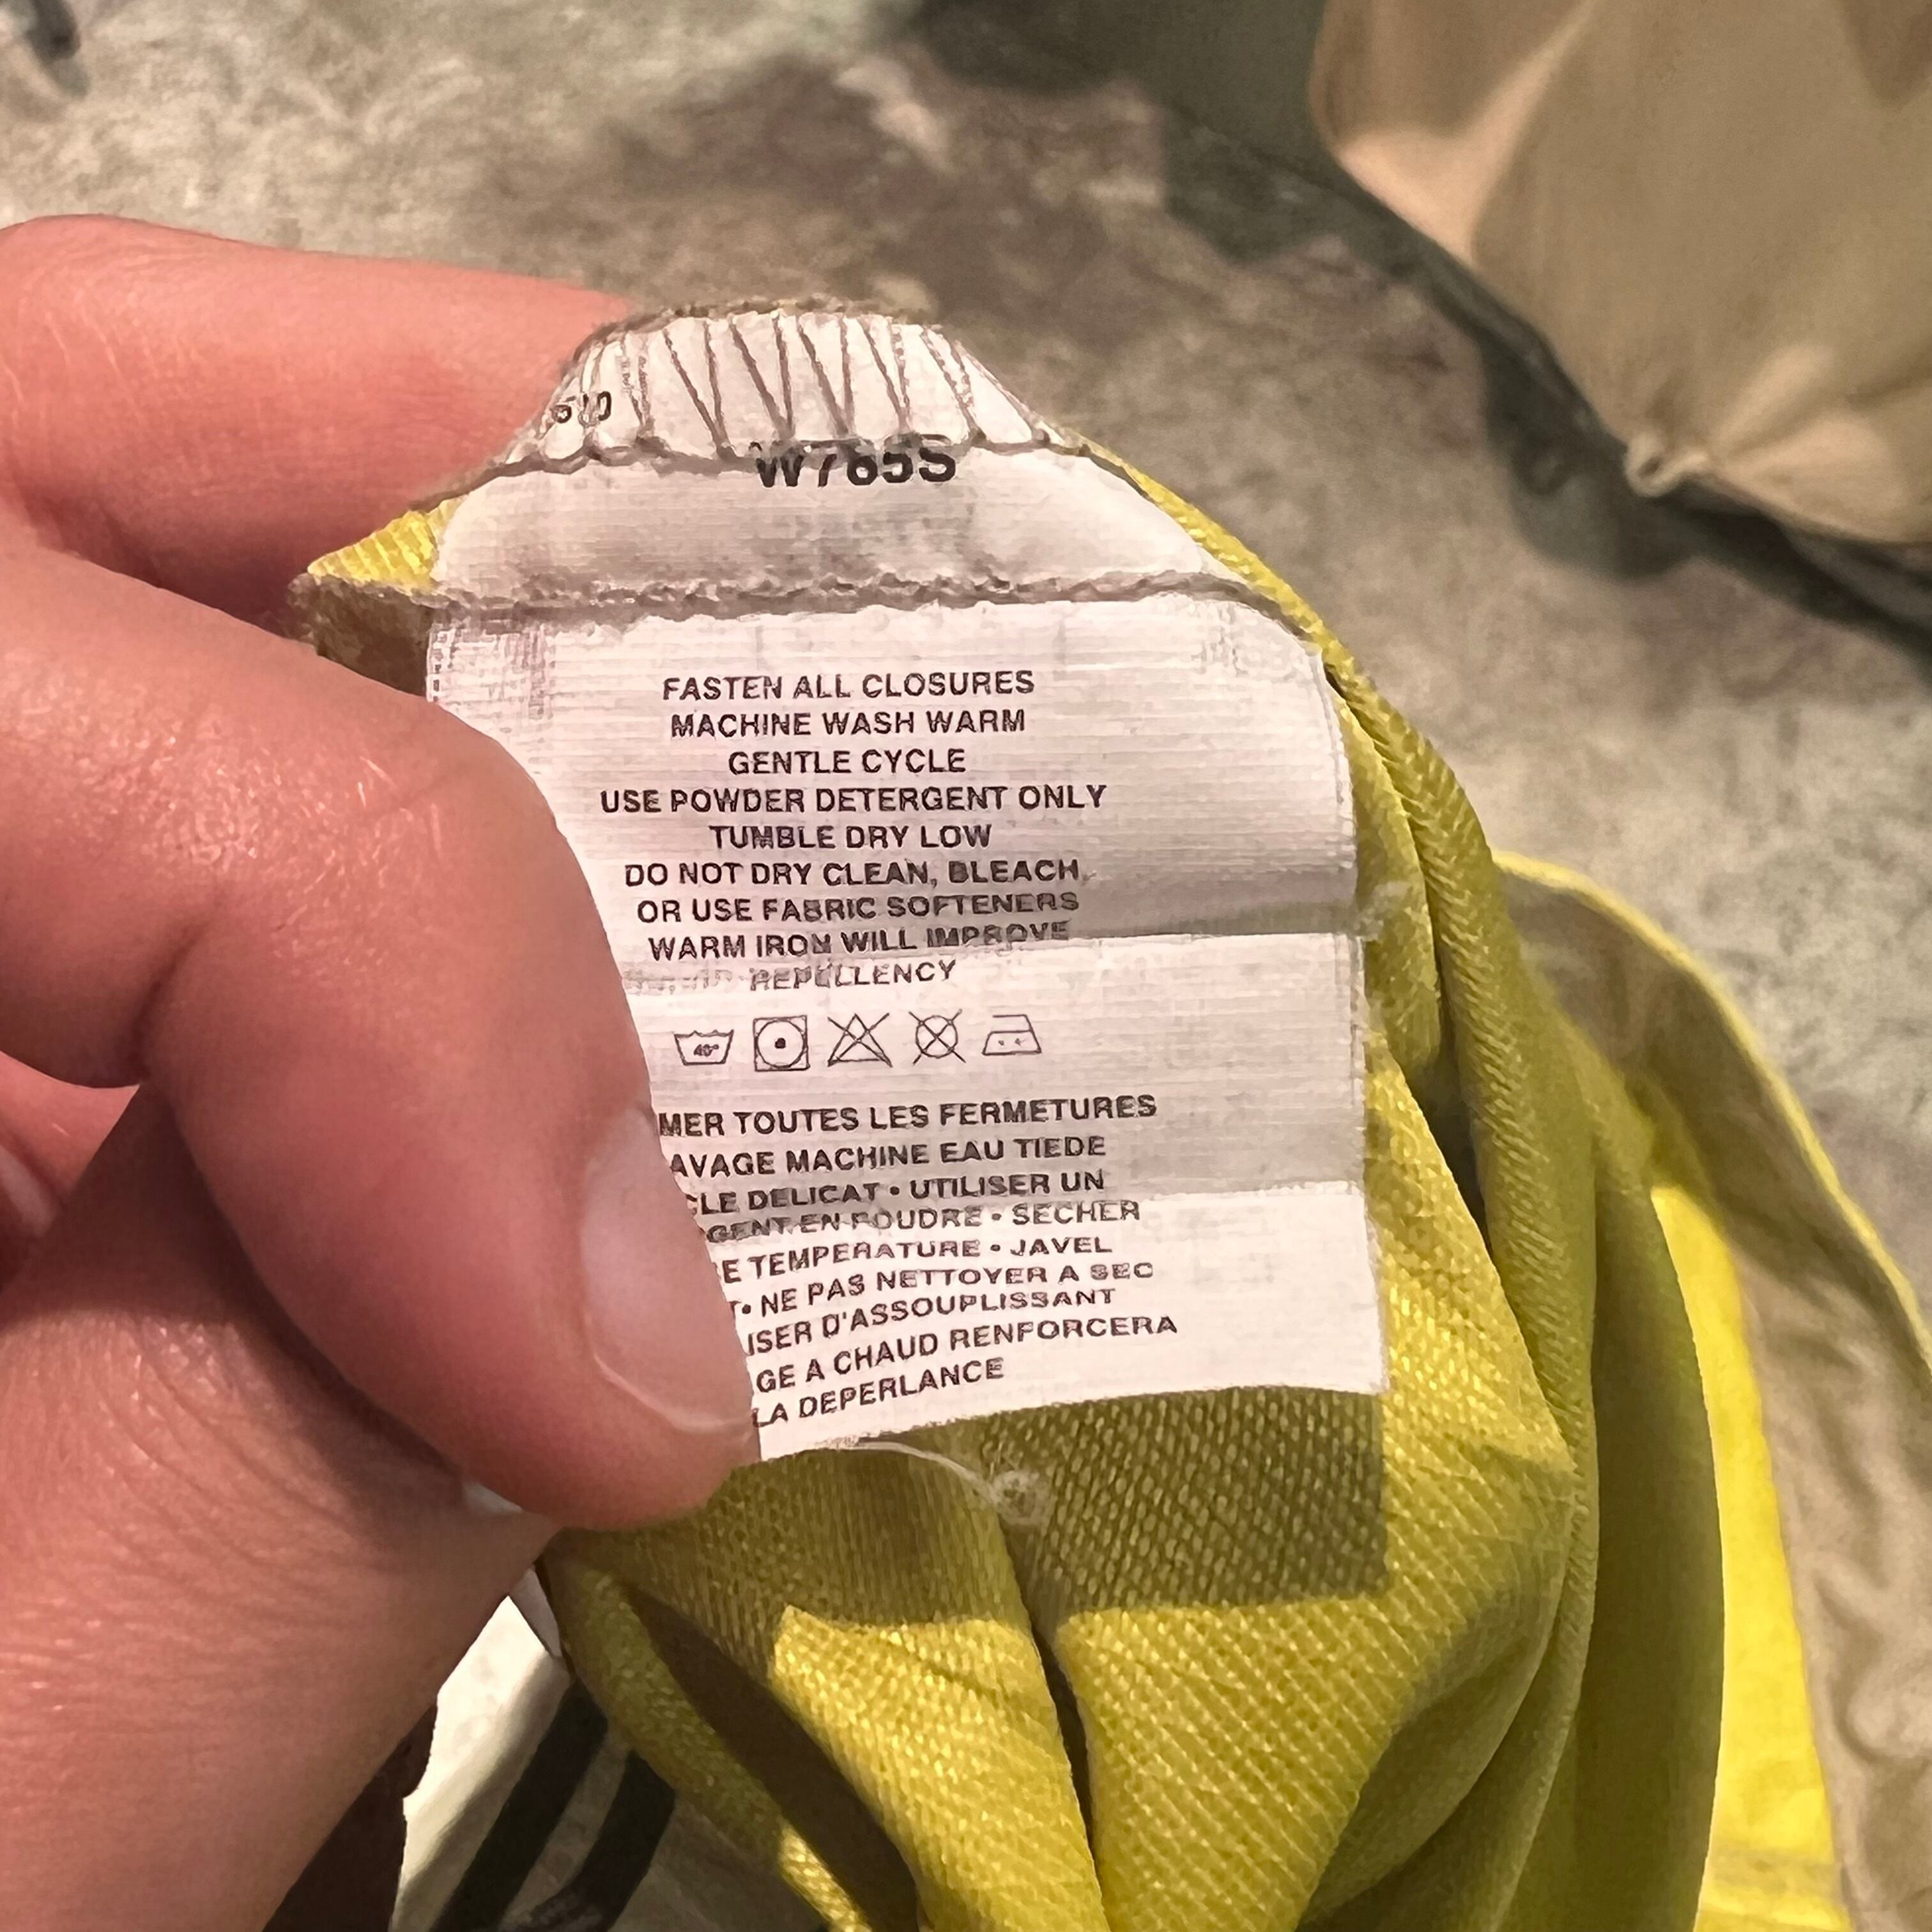 510
W765S
FASTEN ALL CLOSURES
MACHINE WASH WARM
GENTLE CYCLE
USE POWDER DETERGENT ONLY
TUMBLE DRY LOW
DO NOT DRY CLEAN, BLEACH
OR USE FABRIC SOFTENERS
WARM IRON WILL IMPROVE
REPELLENCY
40°
MER TOUTES LES FERMETURES
AVAGE MACHINE EAU TIEDE
CLE DELICAT • UTILISER UN
GENT EN POUDRE • SECHER
E TEMPERATURE • JAVEL
T • NE PAS NETTOYER A SEC
ISER D'ASSOUPLISSANT
GE A CHAUD RENFORCERA
LA DEPERLANCE